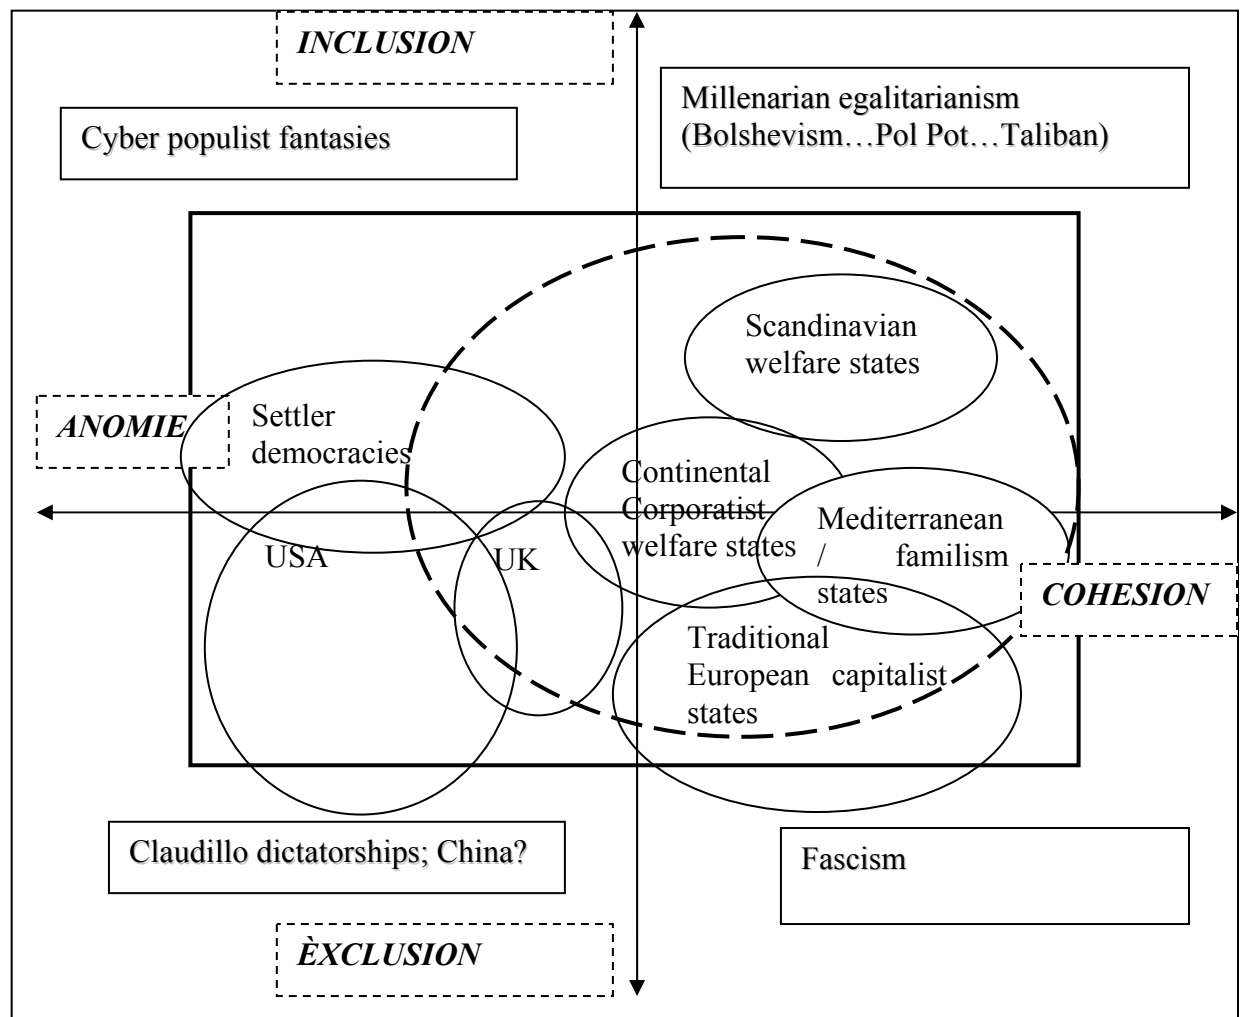 INCLUSION
Millenarian egalitarianism
(Bolshevism…Pol Pot…Taliban)
Cyber populist fantasies
Scandinavian
welfare states
ANOMIE
Settler
democracies
Continental
Corporatist
welfare states
Mediterranean
/ familism
states
USA
UK
COHESION
Traditional
European capitalist
states
Claudillo dictatorships; China?
Fascism
ÈXCLUSION